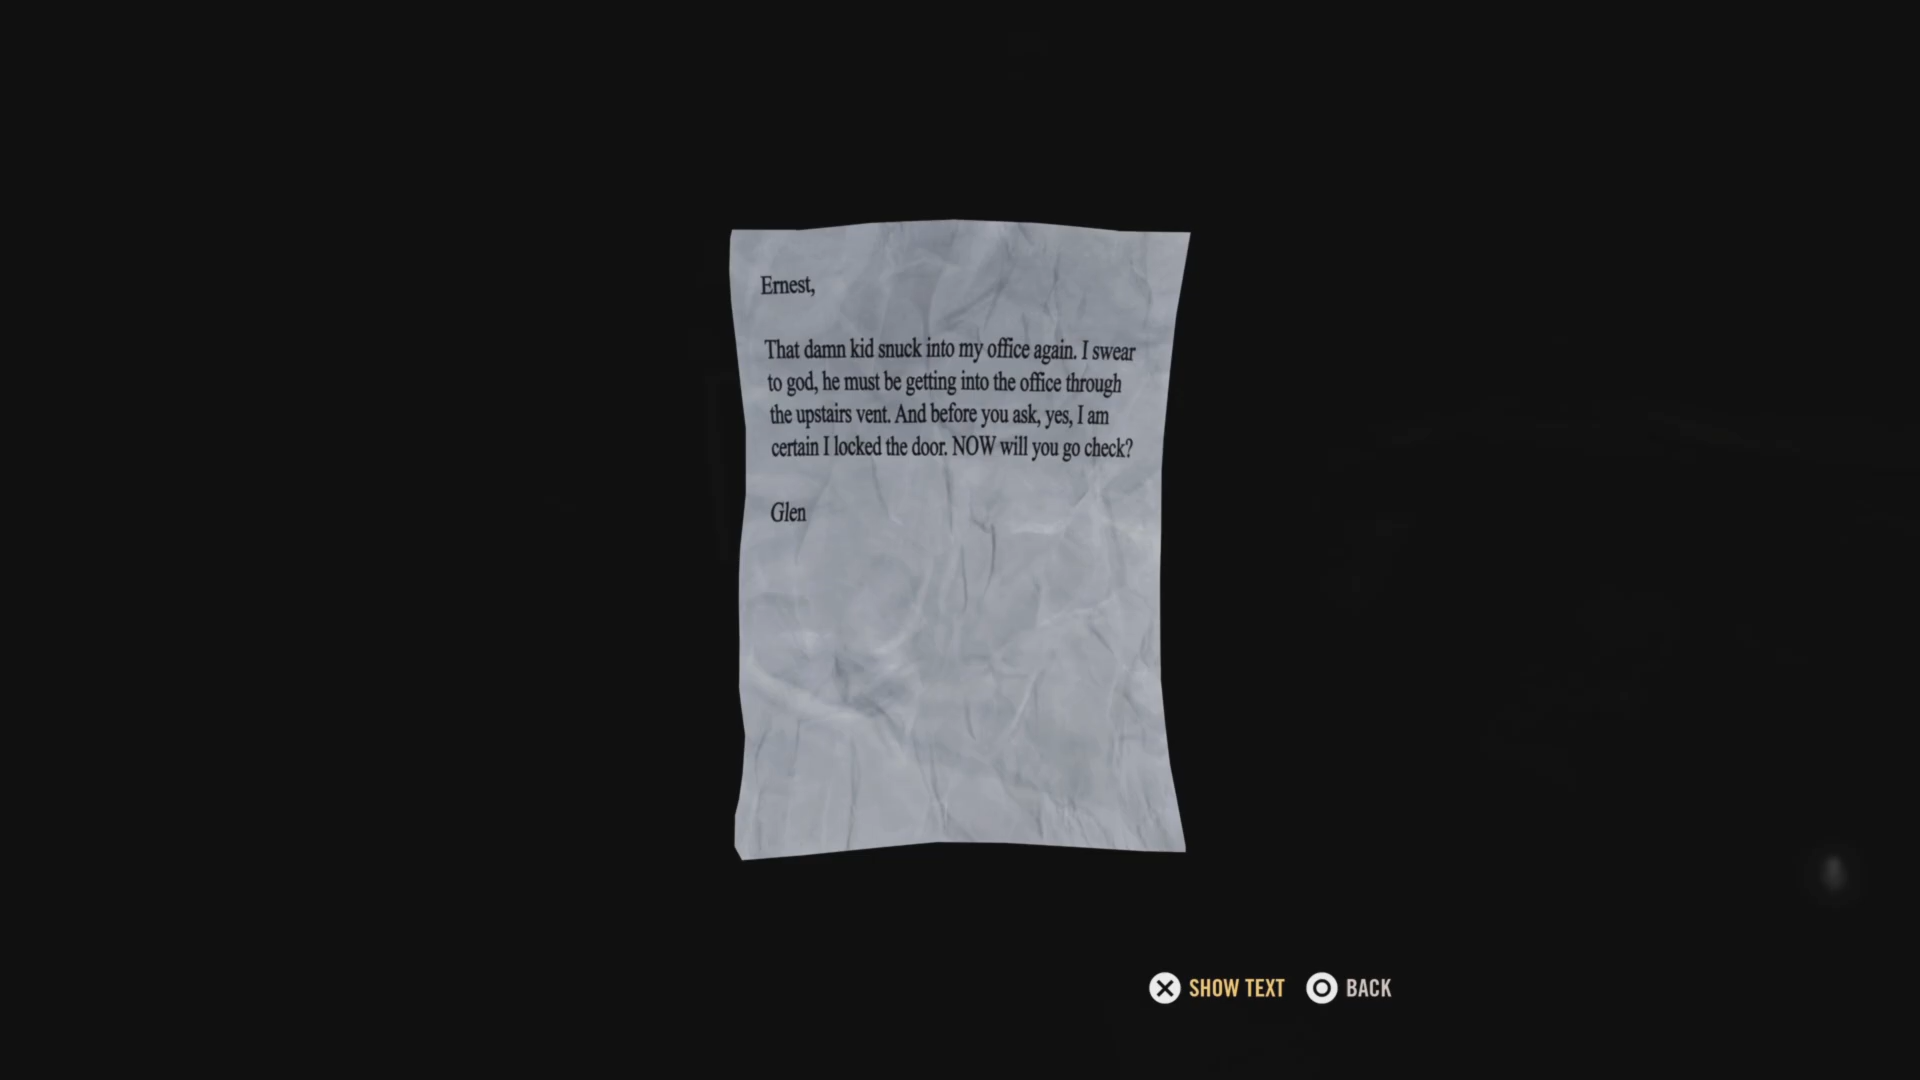 Ernest,
That damn kid snuck into my office again. I swear
to god, he must be getting into the office through
the upstairs vent. And before you ask, yes, I am
certain I locked the door. NOW will you go check?
Glen
SHOW TEXT
BACK